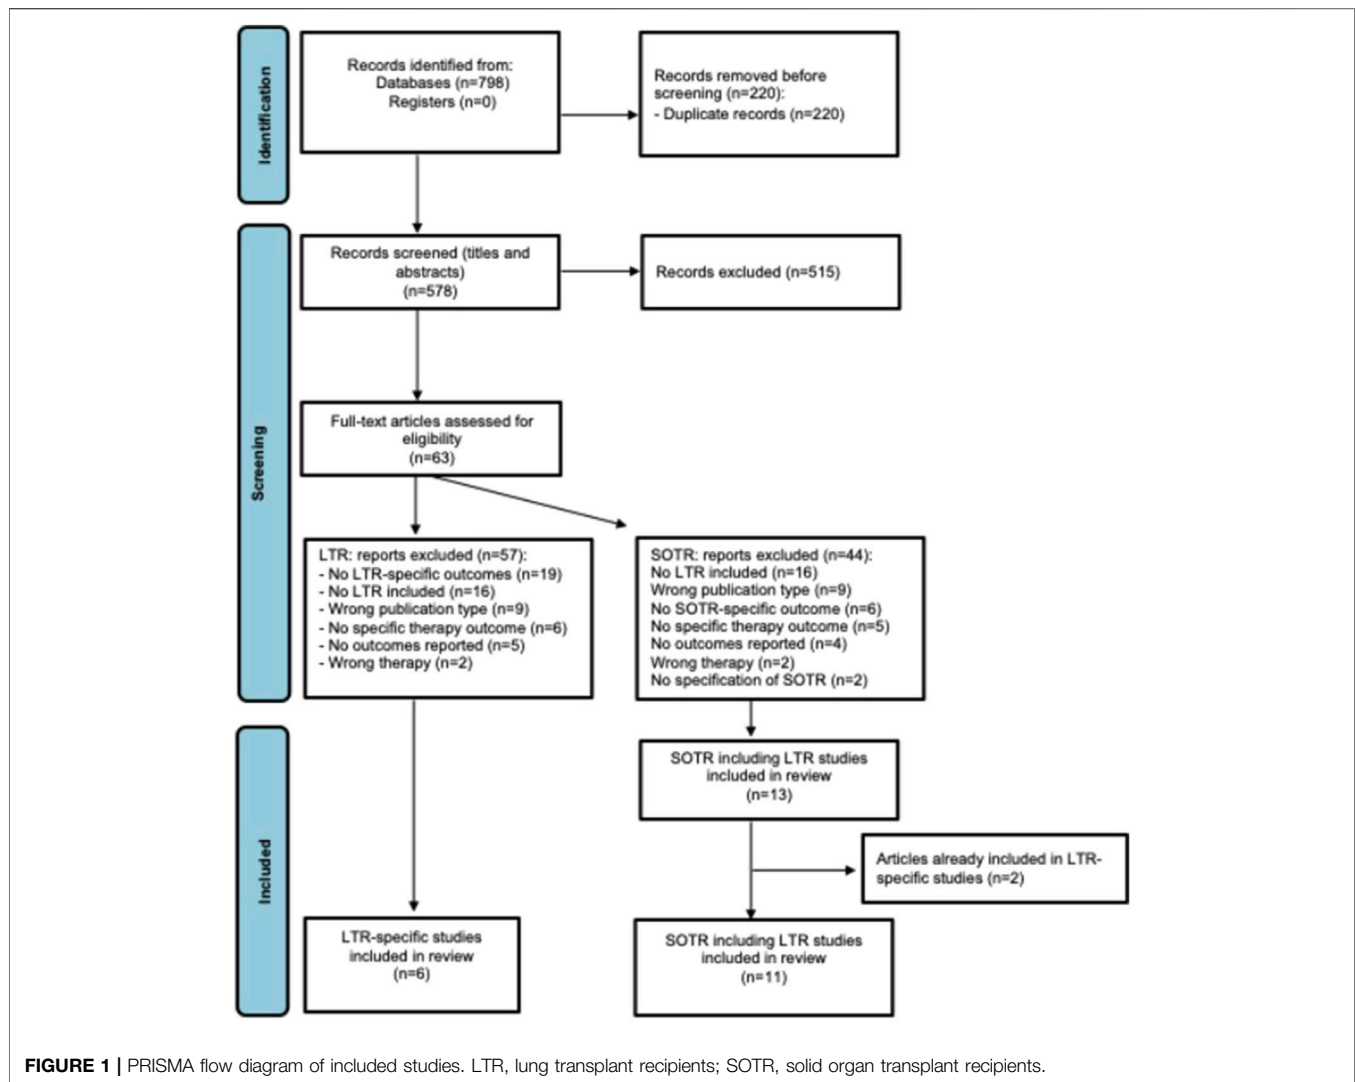 Identification
Records identified from:
Databases (n=798)
Registers (n=0)
Records removed before
screening (n=220):
- Duplicate records (n=220)
Screening
Records screened (titles and
abstracts)
(n=578)
Records excluded (n=515)
Full-text articles assessed for
eligibility
(n=63)
LTR: reports excluded (n=57):
- No LTR-specific outcomes (n=19)
- No LTR included (n=16)
- Wrong publication type (n=9)
- No specific therapy outcome (n=6)
- No outcomes reported (n=5)
- Wrong therapy (n=2)
SOTR: reports excluded (n=44):
No LTR included (n=16)
Wrong publication type (n=9)
No SOTR-specific outcome (n=6)
No specific therapy outcome (n=5)
No outcomes reported (n=4)
Wrong therapy (n=2)
No specification of SOTR (n=2)
Included
SOTR including LTR studies
included in review
(n=13)
Articles already included in LTR-
specific studies (n=2)
LTR-specific studies
included in review
(n=6)
SOTR including LTR studies
included in review
(n=11)
FIGURE 1 | PRISMA flow diagram of included studies. LTR, lung transplant recipients; SOTR, solid organ transplant recipients.